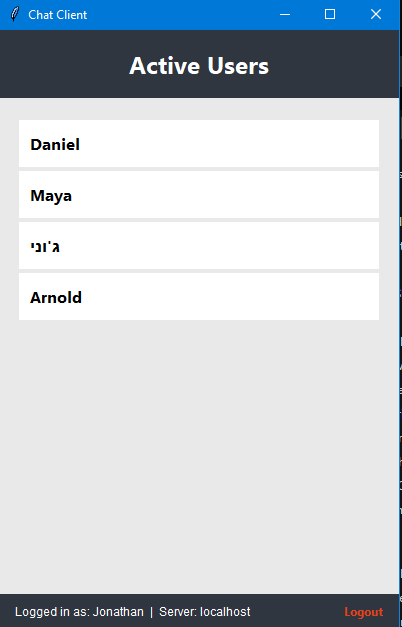 Chat Client
Active Users
Daniel
Maya
ג'וני
Arnold
Logged in as: Jonathan | Server: localhost
Logout